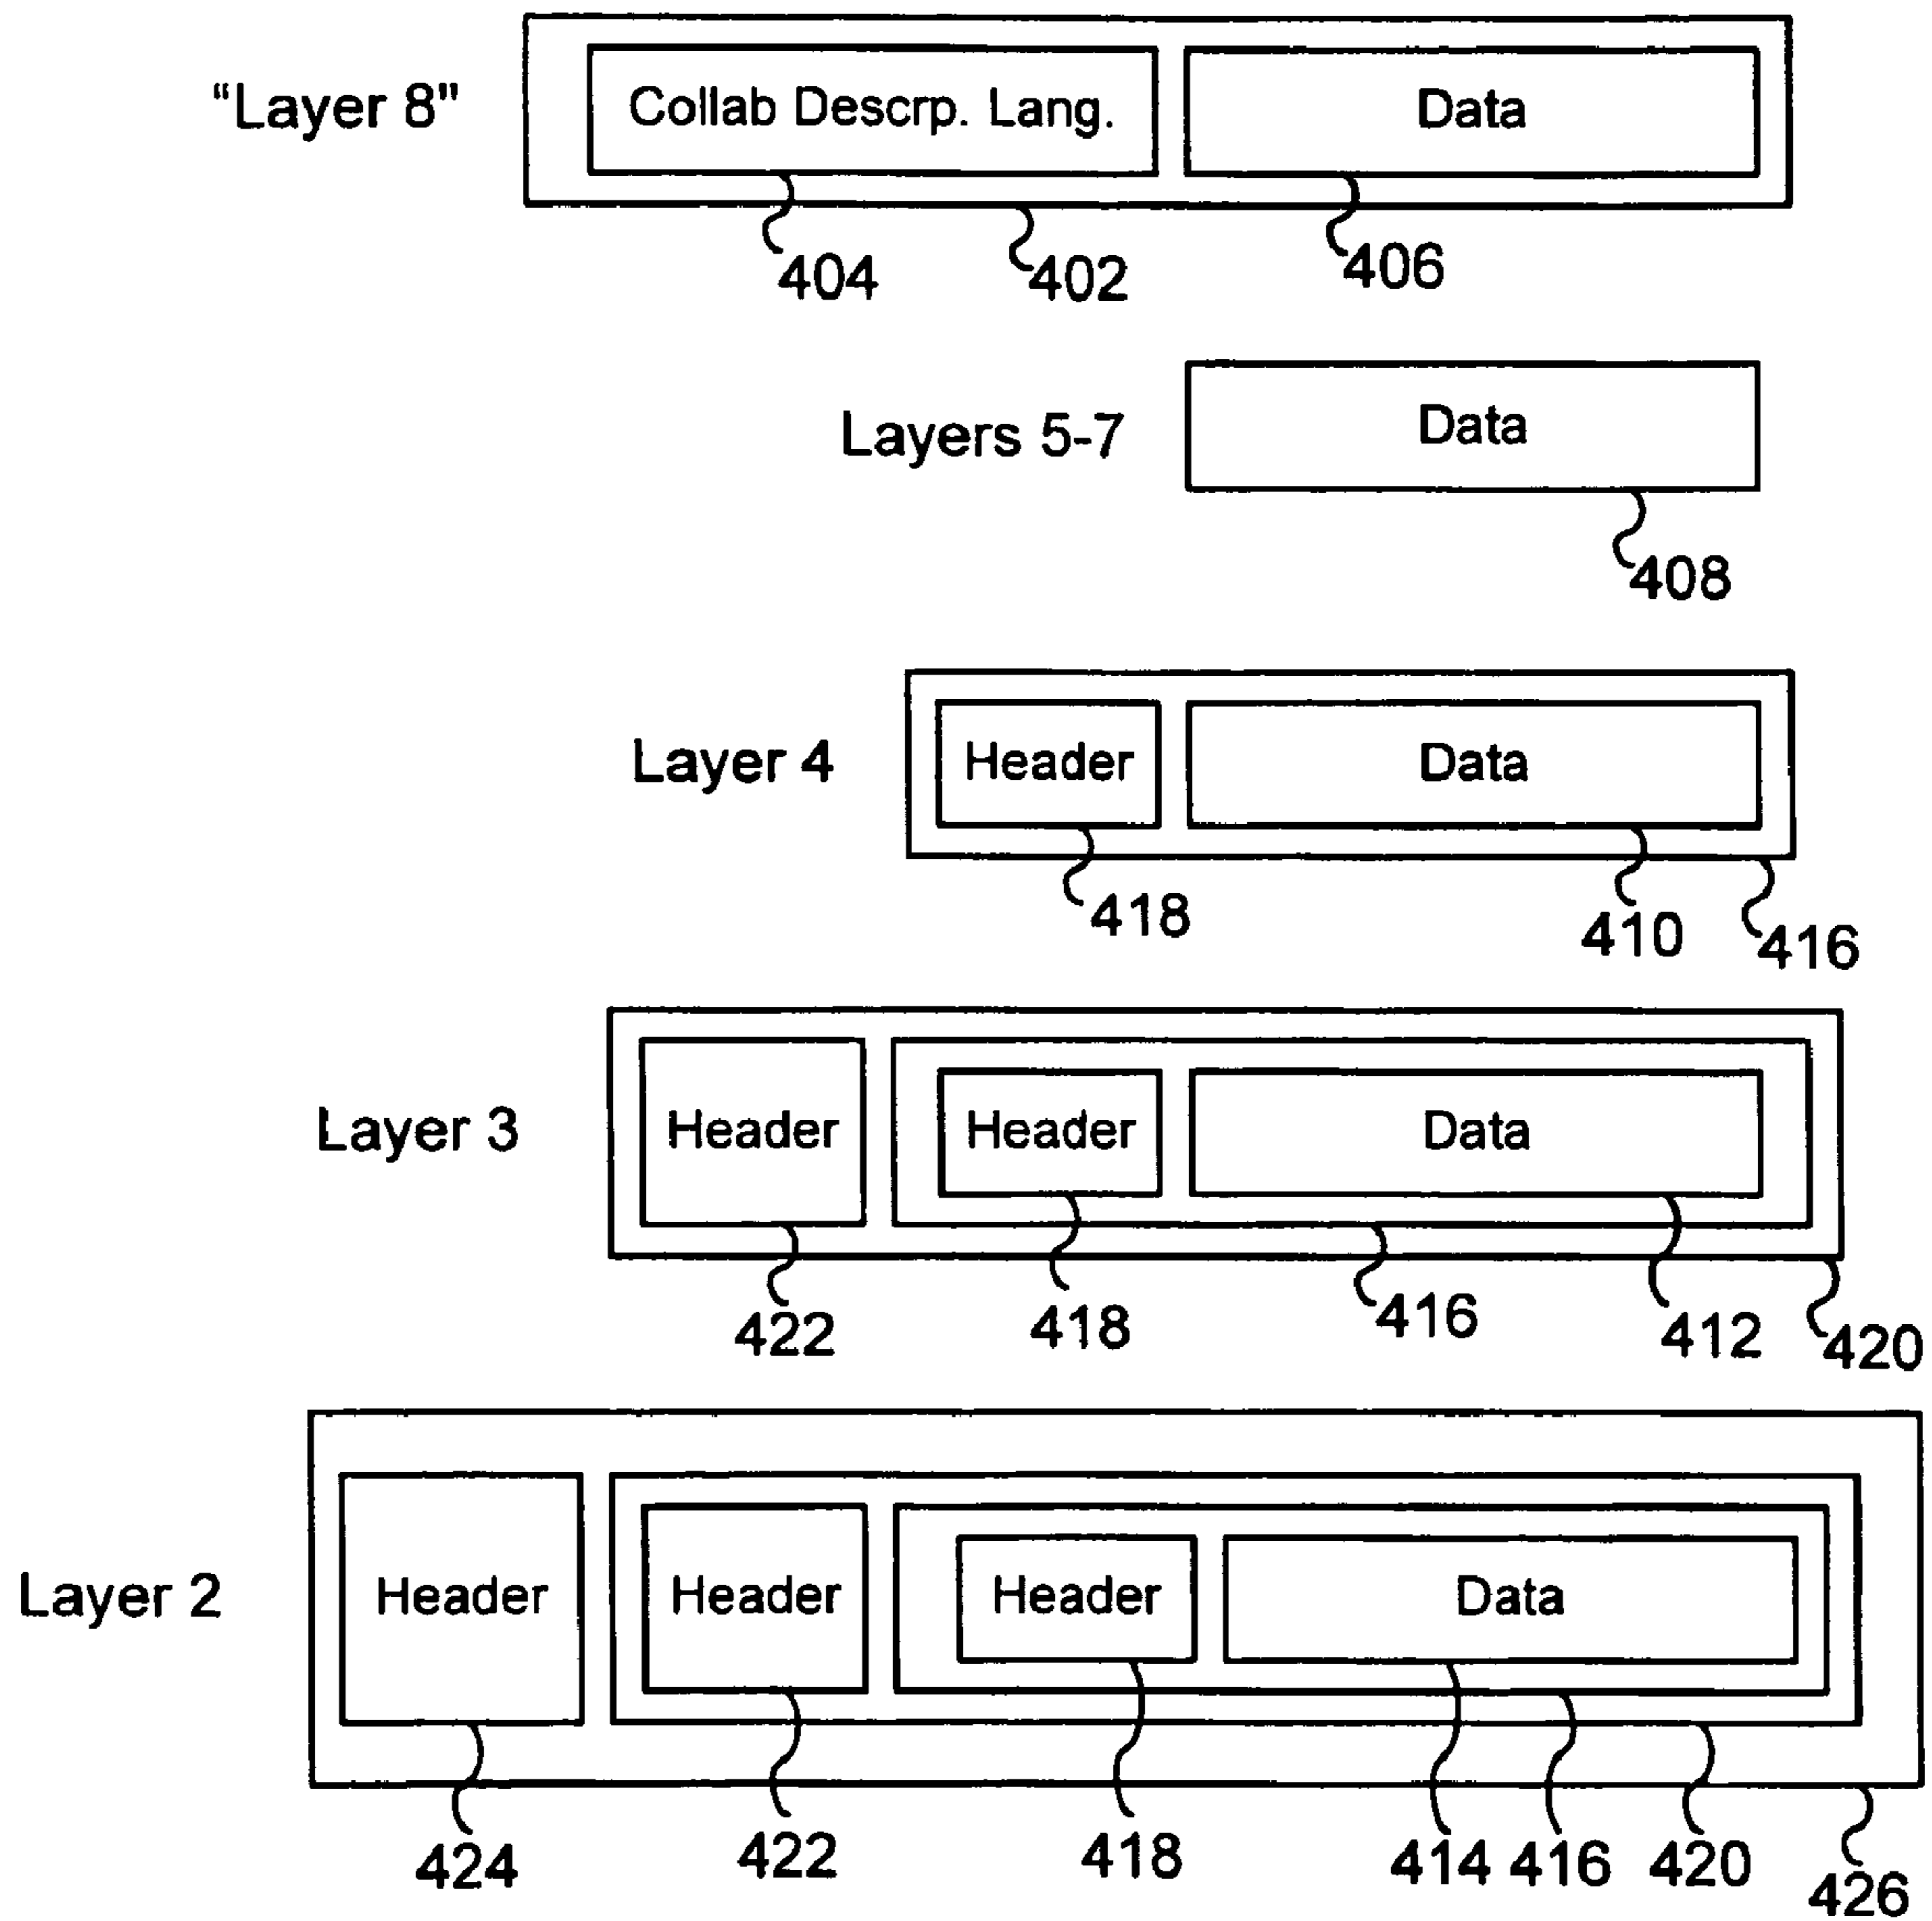 “Layer 8"
Collab Descrp. Lang.
Data
404
402
406
Layers 5-7
Data
408
Layer 4
Header
Data
418
410
416
Layer 3
Header
Header
Data
422
418
416
412
420
Layer 2
Header
Header
Header
Data
424
422
418
414
416
420
426